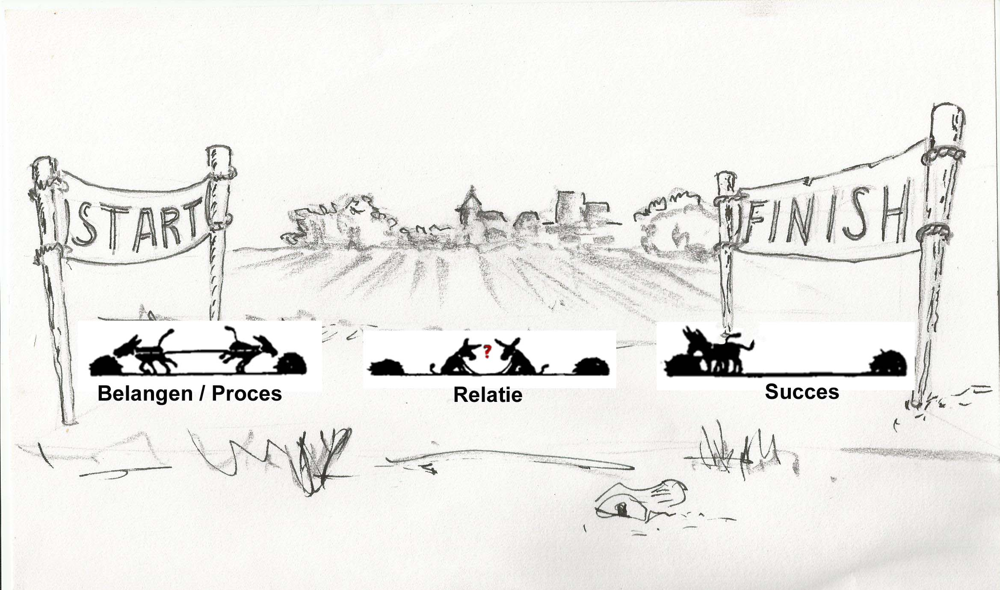 START
FINISH
?
Belangen / Proces
Relatie
Succes